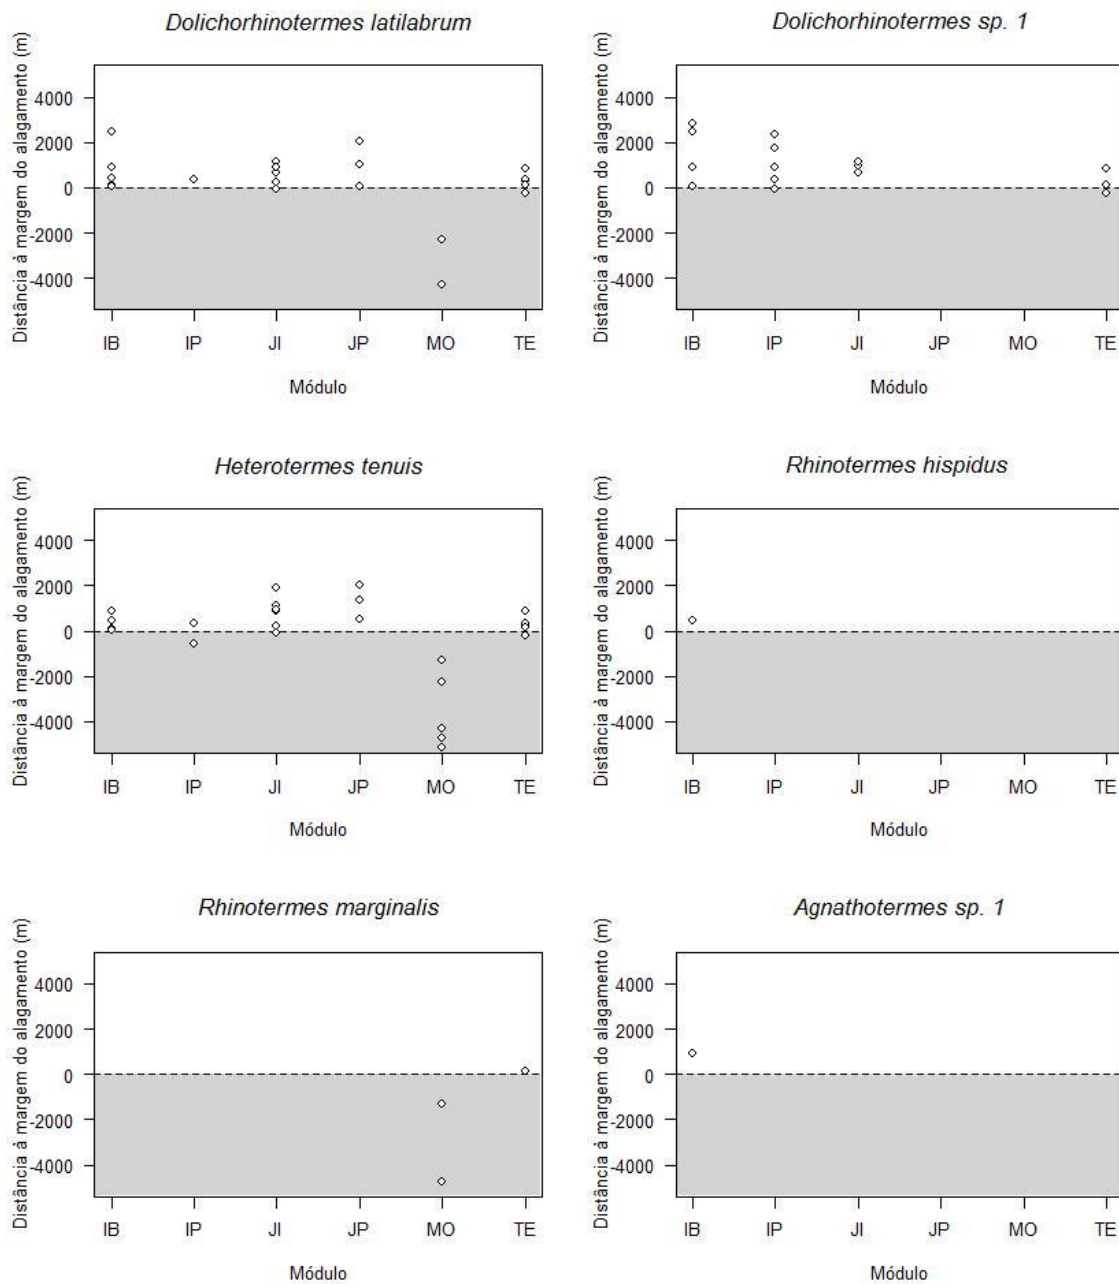 Dolichorhinotermes latilabrum
Distância à margem do alagamento (m)
4000
2000
0
-2000
-4000
IB IP JI JP MO TE
Módulo
Dolichorhinotermes sp. 1
Distância à margem do alagamento (m)
4000
2000
0
-2000
-4000
IB IP JI JP MO TE
Módulo
Heterotermes tenuis
Distância à margem do alagamento (m)
4000
2000
0
-2000
-4000
IB IP JI JP MO TE
Módulo
Rhinotermes hispidus
Distância à margem do alagamento (m)
4000
2000
0
-2000
-4000
IB IP JI JP MO TE
Módulo
Rhinotermes marginalis
Distância à margem do alagamento (m)
4000
2000
0
-2000
-4000
IB IP JI JP MO TE
Módulo
Agnathotermes sp. 1
Distância à margem do alagamento (m)
4000
2000
0
-2000
-4000
IB IP JI JP MO TE
Módulo